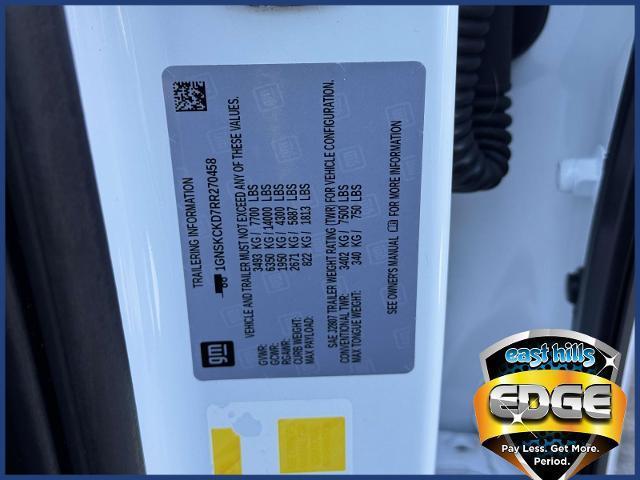 TRAILERING INFORMATION
1GNSKCKD7RR270458
VEHICLE AND TRAILER MUST NOT EXCEED ANY OF THESE VALUES.
GVWR: 3493 KG/ 7700 LBS
GCWR: 6350 KG/14000 LBS
RGAWR: 1950 KG/ 4300 LBS
CURB WEIGHT: 2671 KG/ 5887 LBS
MAX PAYLOAD: 822 KG/ 1813 LBS
SAE J2807 TRAILER WEIGHT RATING (TWR) FOR VEHICLE CONFIGURATION.
CONVENTIONAL TWR: 3402 KG/ 7500 LBS
MAX TONGUE WEIGHT: 340 KG/ 750 LBS
SEE OWNER'S MANUAL FOR MORE INFORMATION
gm
east hills
EDGE
Pay Less. Get More.
Period.